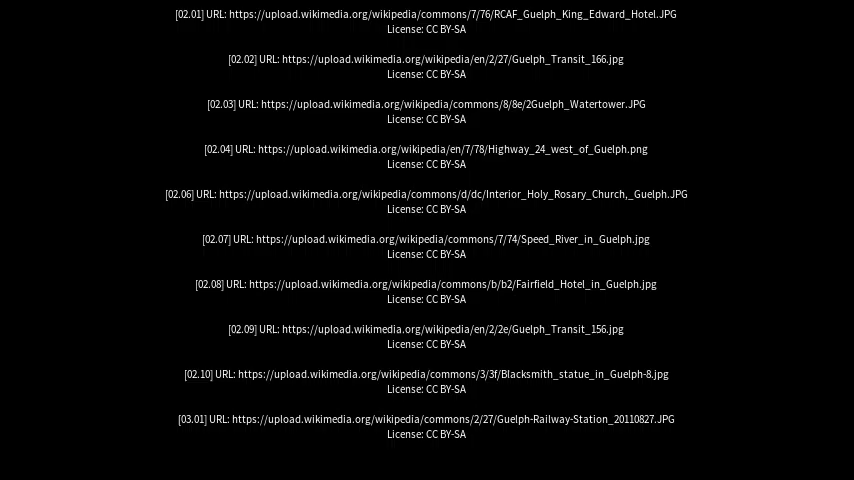 [02.01] URL: https://upload.wikimedia.org/wikipedia/commons/7/76/RCAF_Guelph_King_Edward_Hotel.JPG
License: CC BY-SA
[02.02] URL: https://upload.wikimedia.org/wikipedia/en/2/27/Guelph_Transit_166.jpg
License: CC BY-SA
[02.03] URL: https://upload.wikimedia.org/wikipedia/commons/8/8e/2Guelph_Watertower.JPG
License: CC BY-SA
[02.04] URL: https://upload.wikimedia.org/wikipedia/en/7/78/Highway_24_west_of_Guelph.png
License: CC BY-SA
[02.06] URL: https://upload.wikimedia.org/wikipedia/commons/d/dc/Interior_Holy_Rosary_Church,_Guelph.JPG
License: CC BY-SA
[02.07] URL: https://upload.wikimedia.org/wikipedia/commons/7/74/Speed_River_in_Guelph.jpg
License: CC BY-SA
[02.08] URL: https://upload.wikimedia.org/wikipedia/commons/b/b2/Fairfield_Hotel_in_Guelph.jpg
License: CC BY-SA
[02.09] URL: https://upload.wikimedia.org/wikipedia/en/2/2e/Guelph_Transit_156.jpg
License: CC BY-SA
[02.10] URL: https://upload.wikimedia.org/wikipedia/commons/3/3f/Blacksmith_statue_in_Guelph-8.jpg
License: CC BY-SA
[03.01] URL: https://upload.wikimedia.org/wikipedia/commons/2/27/Guelph-Railway-Station_20110827.JPG
License: CC BY-SA